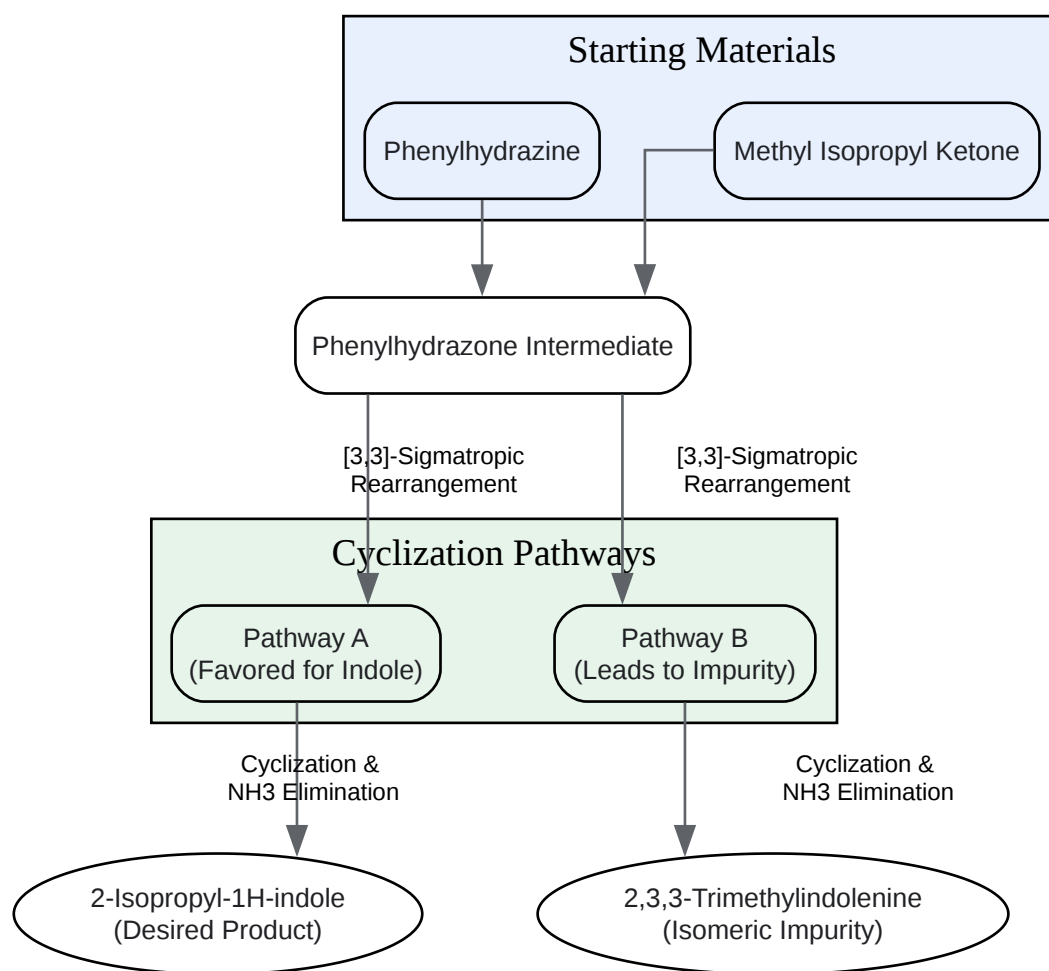 Starting Materials
Phenylhydrazine
Methyl Isopropyl Ketone
Phenylhydrazone Intermediate
[3,3]-Sigmatropic
Rearrangement
[3,3]-Sigmatropic
Rearrangement
Cyclization Pathways
Pathway A
(Favored for Indole)
Pathway B
(Leads to Impurity)
Cyclization &
NH3 Elimination
Cyclization &
NH3 Elimination
2-Isopropyl-1H-indole
(Desired Product)
2,3,3-Trimethylindolenine
(Isomeric Impurity)